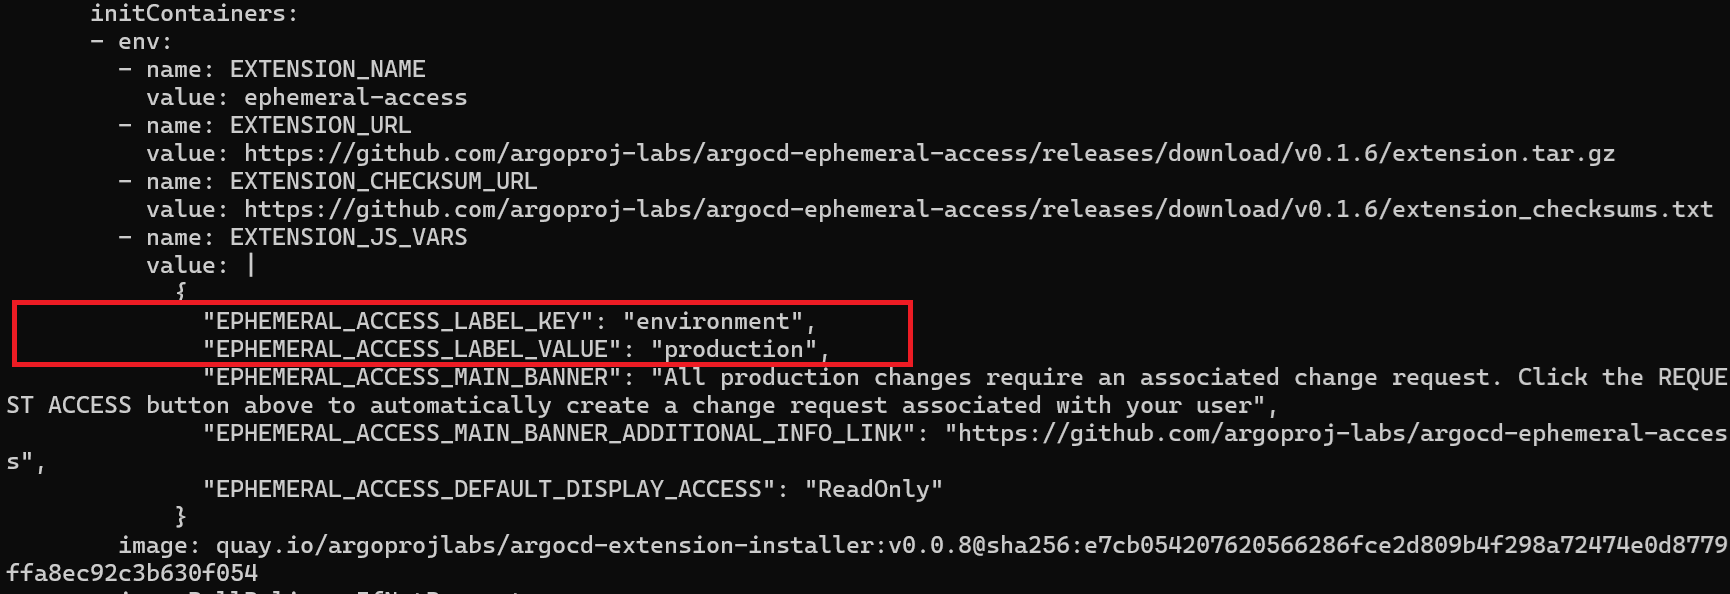 initContainers:
- env:
- name: EXTENSION_NAME
value: ephemeral-access
- name: EXTENSION_URL
value: https://github.com/argoproj-labs/argocd-ephemeral-access/releases/download/v0.1.6/extension.tar.gz
- name: EXTENSION_CHECKSUM_URL
value: https://github.com/argoproj-labs/argocd-ephemeral-access/releases/download/v0.1.6/extension_checksums.txt
- name: EXTENSION_JS_VARS
value: |
{
"EPHEMERAL_ACCESS_LABEL_KEY": "environment",
"EPHEMERAL_ACCESS_LABEL_VALUE": "production",
"EPHEMERAL_ACCESS_MAIN_BANNER": "All production changes require an associated change request. Click the REQUE
ST ACCESS button above to automatically create a change request associated with your user",
"EPHEMERAL_ACCESS_MAIN_BANNER_ADDITIONAL_INFO_LINK": "https://github.com/argoproj-labs/argocd-ephemeral-acces
s",
"EPHEMERAL_ACCESS_DEFAULT_DISPLAY_ACCESS": "ReadOnly"
}
image: quay.io/argoprojlabs/argocd-extension-installer:v0.0.8@sha256:e7cb054207620566286fce2d809b4f298a72474e0d8779
ffa8ec92c3b630f054